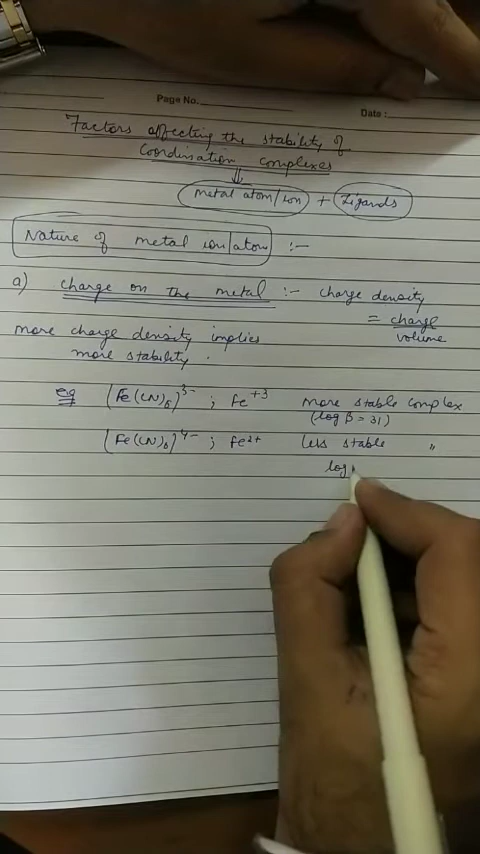 Page No.
Date :
Factors affecting the stability of
Coordination complexes
⇓
metal atom/ion + Ligands
Nature of metal ion/atom :-
a) charge on the metal :- charge density
= charge
volume
more charge density implies
more stability .
eg [Fe(CN)6]3- ; Fe+3 more stable complex
(log β = 31)
[Fe(CN)6]4- ; Fe2+ less stable "
log